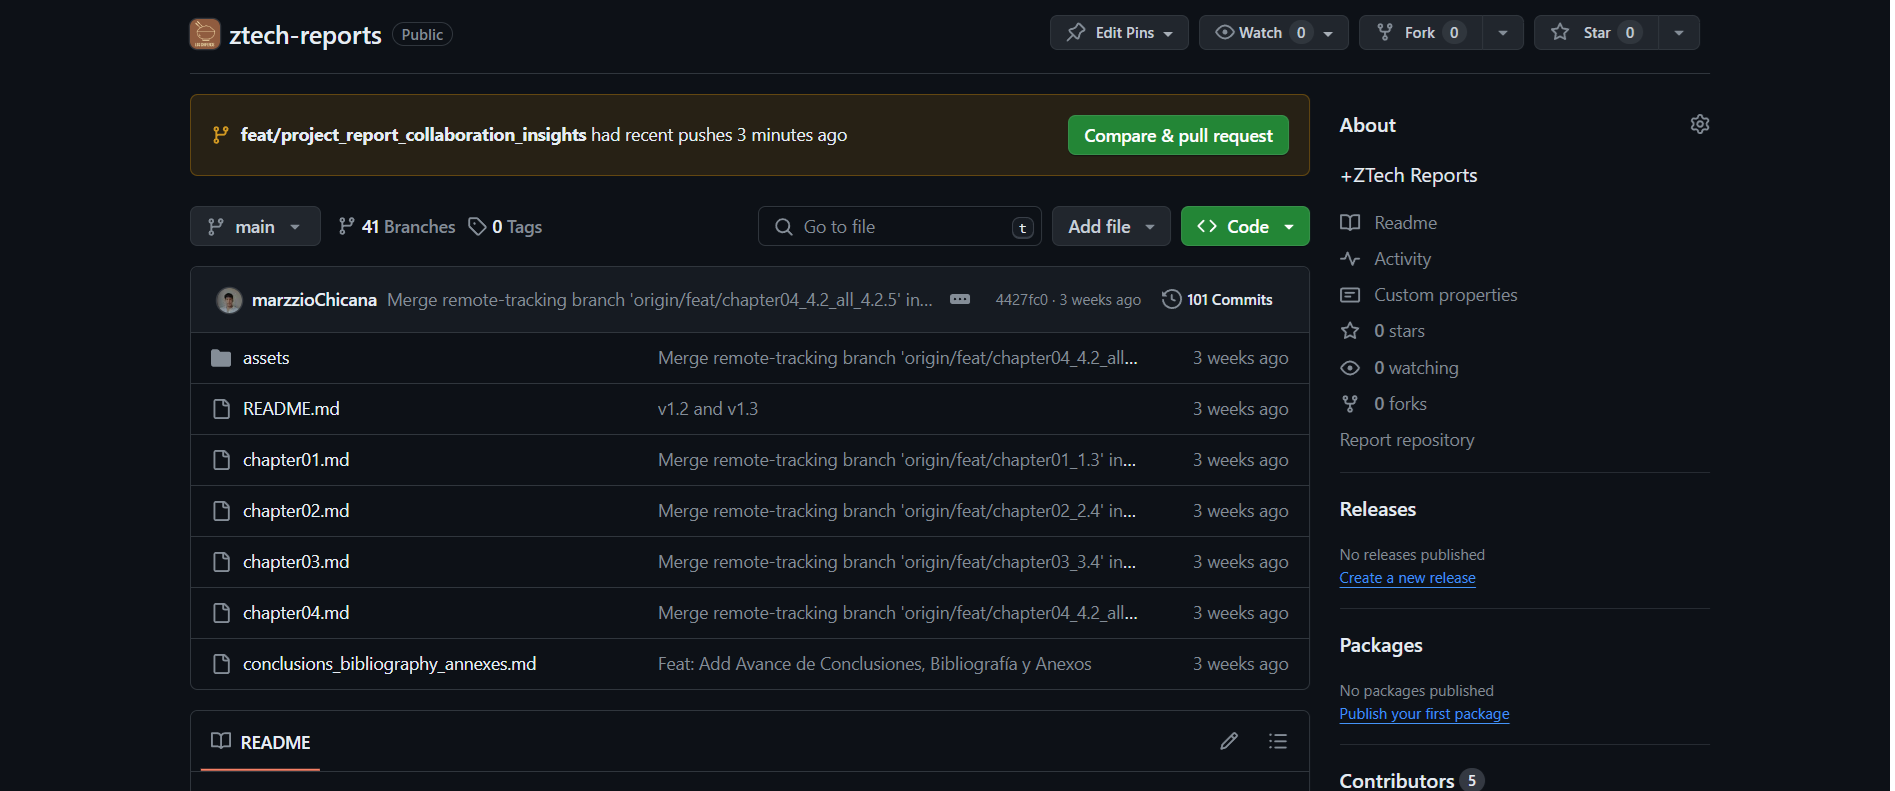 ztech-reports Public Edit Pins Watch 0 Fork 0 Star 0
feat/project_report_collaboration_insights had recent pushes 3 minutes ago Compare & pull request
main 41 Branches 0 Tags Go to file t Add file Code
marzzioChicana Merge remote-tracking branch 'origin/feat/chapter04_4.2_all_4.2.5' in... 4427fc0 · 3 weeks ago 101 Commits
assets Merge remote-tracking branch 'origin/feat/chapter04_4.2_all... 3 weeks ago
README.md v1.2 and v1.3 3 weeks ago
chapter01.md Merge remote-tracking branch 'origin/feat/chapter01_1.3' in... 3 weeks ago
chapter02.md Merge remote-tracking branch 'origin/feat/chapter02_2.4' in... 3 weeks ago
chapter03.md Merge remote-tracking branch 'origin/feat/chapter03_3.4' in... 3 weeks ago
chapter04.md Merge remote-tracking branch 'origin/feat/chapter04_4.2_all... 3 weeks ago
conclusions_bibliography_annexes.md Feat: Add Avance de Conclusiones, Bibliografía y Anexos 3 weeks ago
README
About
+ZTech Reports
Readme
Activity
Custom properties
0 stars
0 watching
0 forks
Report repository
Releases
No releases published
Create a new release
Packages
No packages published
Publish your first package
Contributors 5